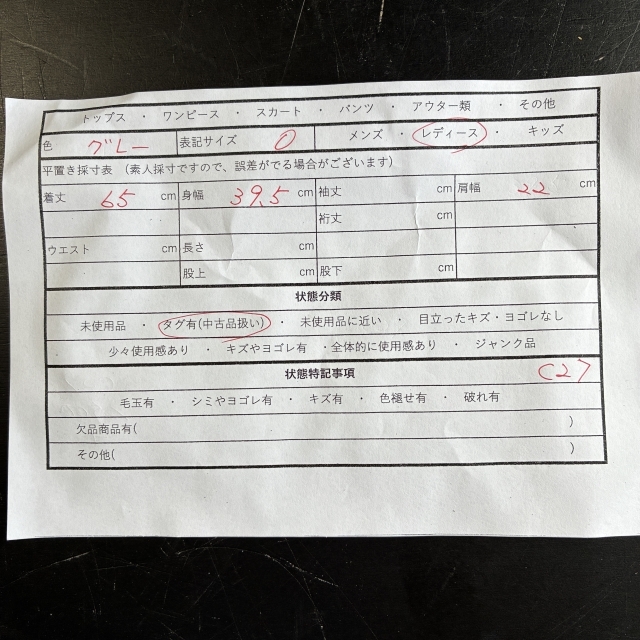 トップス ・ ワンピース ・ スカート ・ パンツ ・ アウター類 ・ その他
色 グレー 表記サイズ 0 メンズ ・ レディース ・ キッズ
平置き採寸表 (素人採寸ですので、誤差がでる場合がございます)
着丈 65 cm 身幅 39.5 cm 袖丈 cm 肩幅 22 cm
裄丈 cm
ウエスト cm 長さ cm
股上 cm 股下 cm
状態分類
未使用品 ・ タグ有(中古品扱い) ・ 未使用品に近い ・ 目立ったキズ・ヨゴレなし
少々使用感あり ・ キズやヨゴレ有 ・全体的に使用感あり ・ ジャンク品
状態特記事項 C27
毛玉有 ・ シミやヨゴレ有 ・ キズ有 ・ 色褪せ有 ・ 破れ有
欠品商品有( )
その他( )